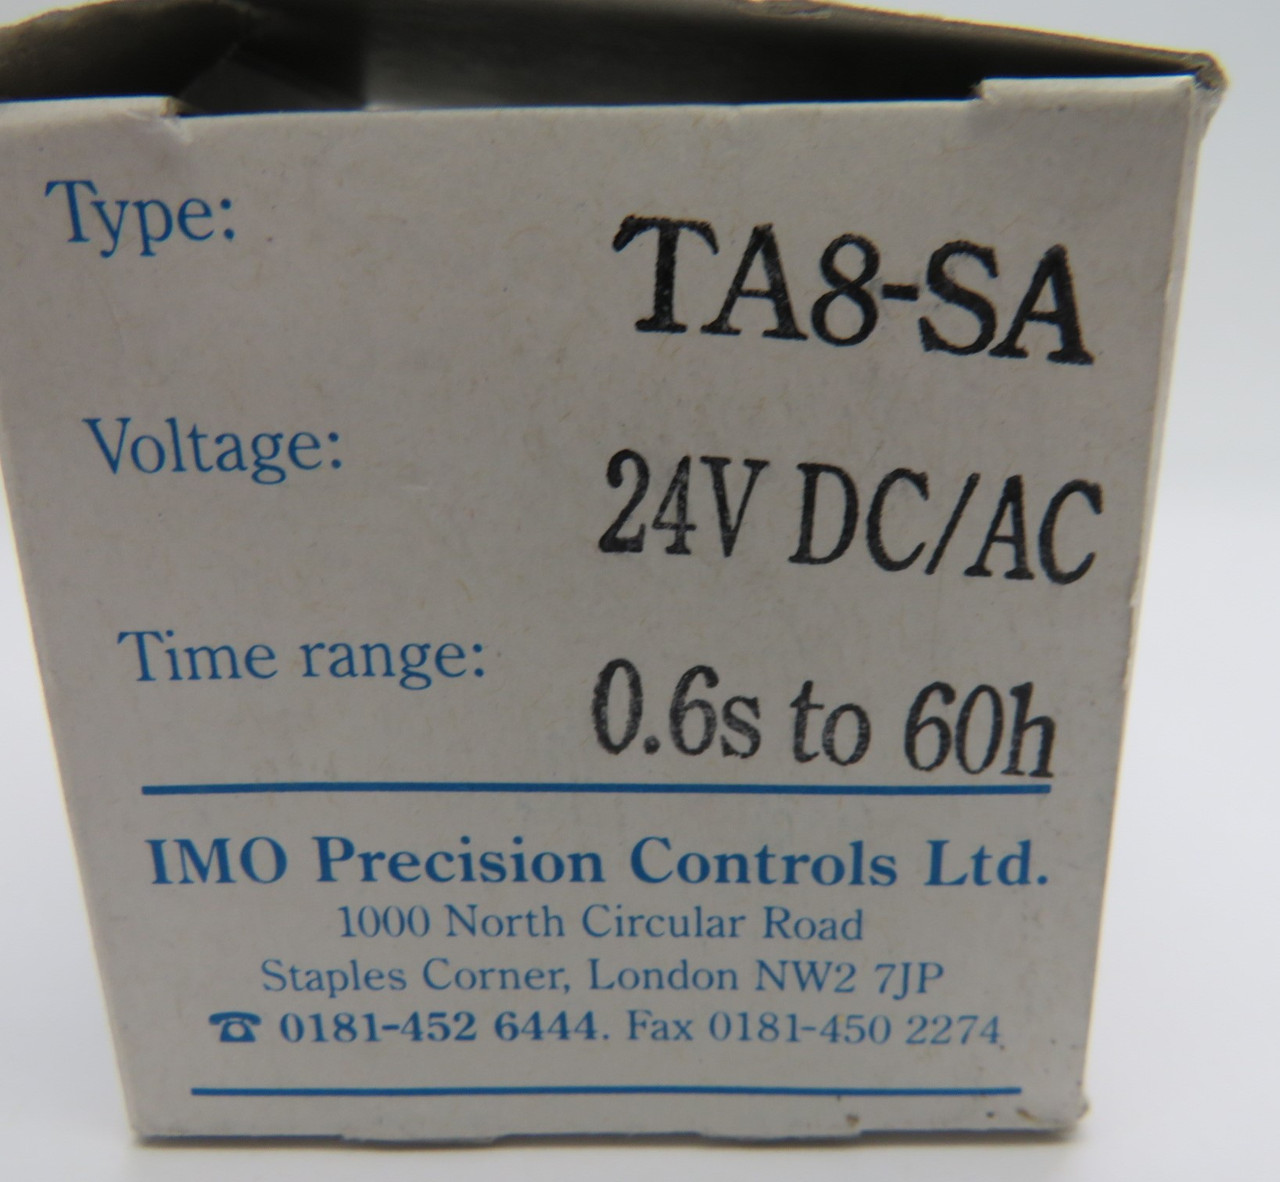 Type: TA8-SA
Voltage: 24V DC/AC
Time range: 0.6s to 60h
IMO Precision Controls Ltd.
1000 North Circular Road
Staples Corner, London NW2 7JP
☎ 0181-452 6444. Fax 0181-450 2274